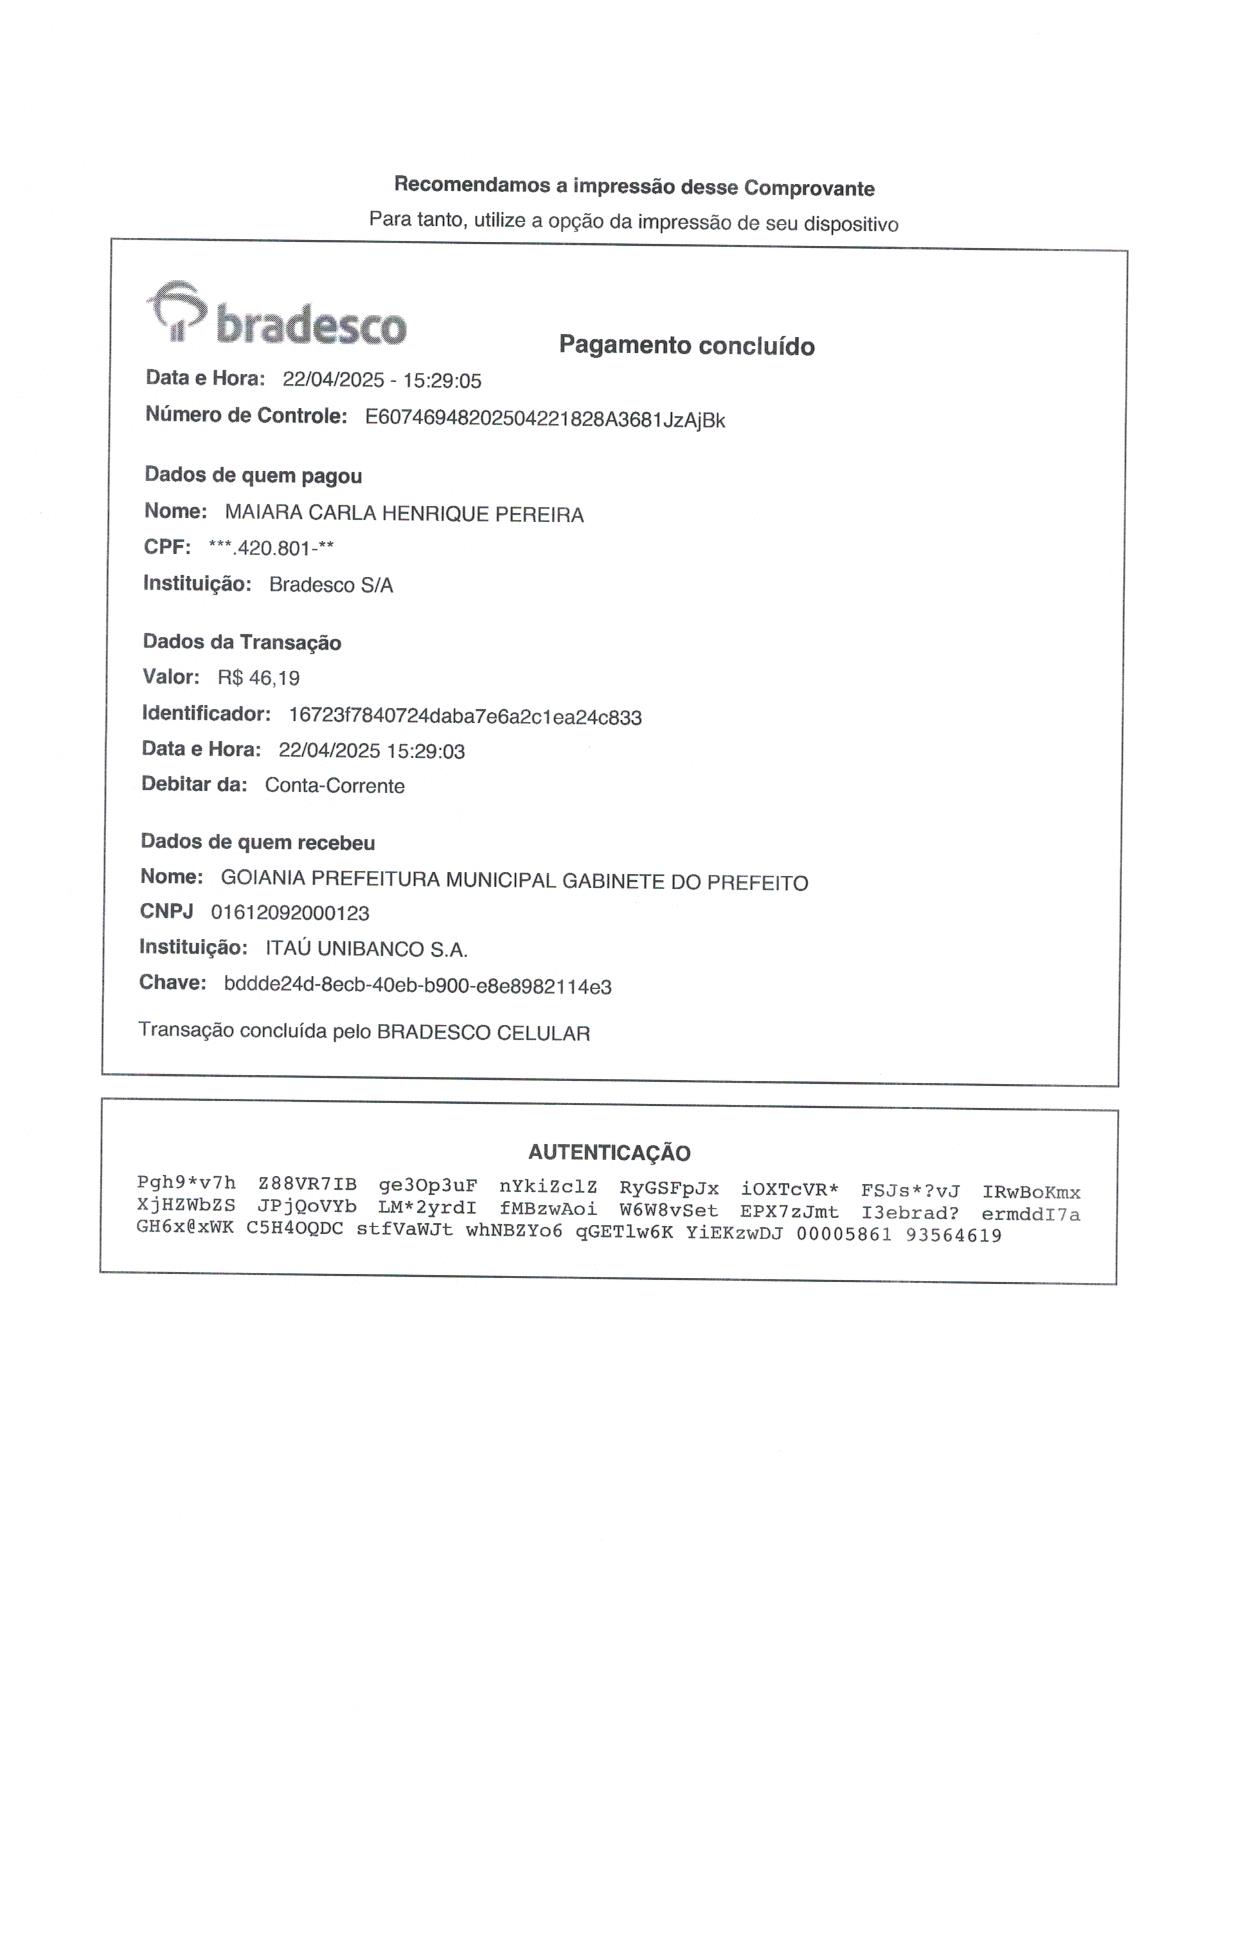 Recomendamos a impressão desse Comprovante
Para tanto, utilize a opção da impressão de seu dispositivo
bradesco
Pagamento concluído
Data e Hora: 22/04/2025 - 15:29:05
Número de Controle: E60746948202504221828A3681JzAjBk
Dados de quem pagou
Nome: MAIARA CARLA HENRIQUE PEREIRA
CPF: ***.420.801-**
Instituição: Bradesco S/A
Dados da Transação
Valor: R$ 46,19
Identificador: 16723f7840724daba7e6a2c1ea24c833
Data e Hora: 22/04/2025 15:29:03
Debitar da: Conta-Corrente
Dados de quem recebeu
Nome: GOIANIA PREFEITURA MUNICIPAL GABINETE DO PREFEITO
CNPJ 01612092000123
Instituição: ITAÚ UNIBANCO S.A.
Chave: bddde24d-8ecb-40eb-b900-e8e8982114e3
Transação concluída pelo BRADESCO CELULAR
AUTENTICAÇÃO
Pgh9*v7h Z88VR7IB ge3Op3uF nYkiZclZ RyGSFpJx iOXTcVR* FSJs*?vJ IRwBoKmx
XjHZWbZS JPjQoVYb LM*2yrdI fMBzwAoi W6W8vSet EPX7zJmt I3ebrad? ermddI7a
GH6x@xWK C5H4OQDC stfVaWJt whNBZYo6 qGETlw6K YiEKzwDJ 00005861 93564619